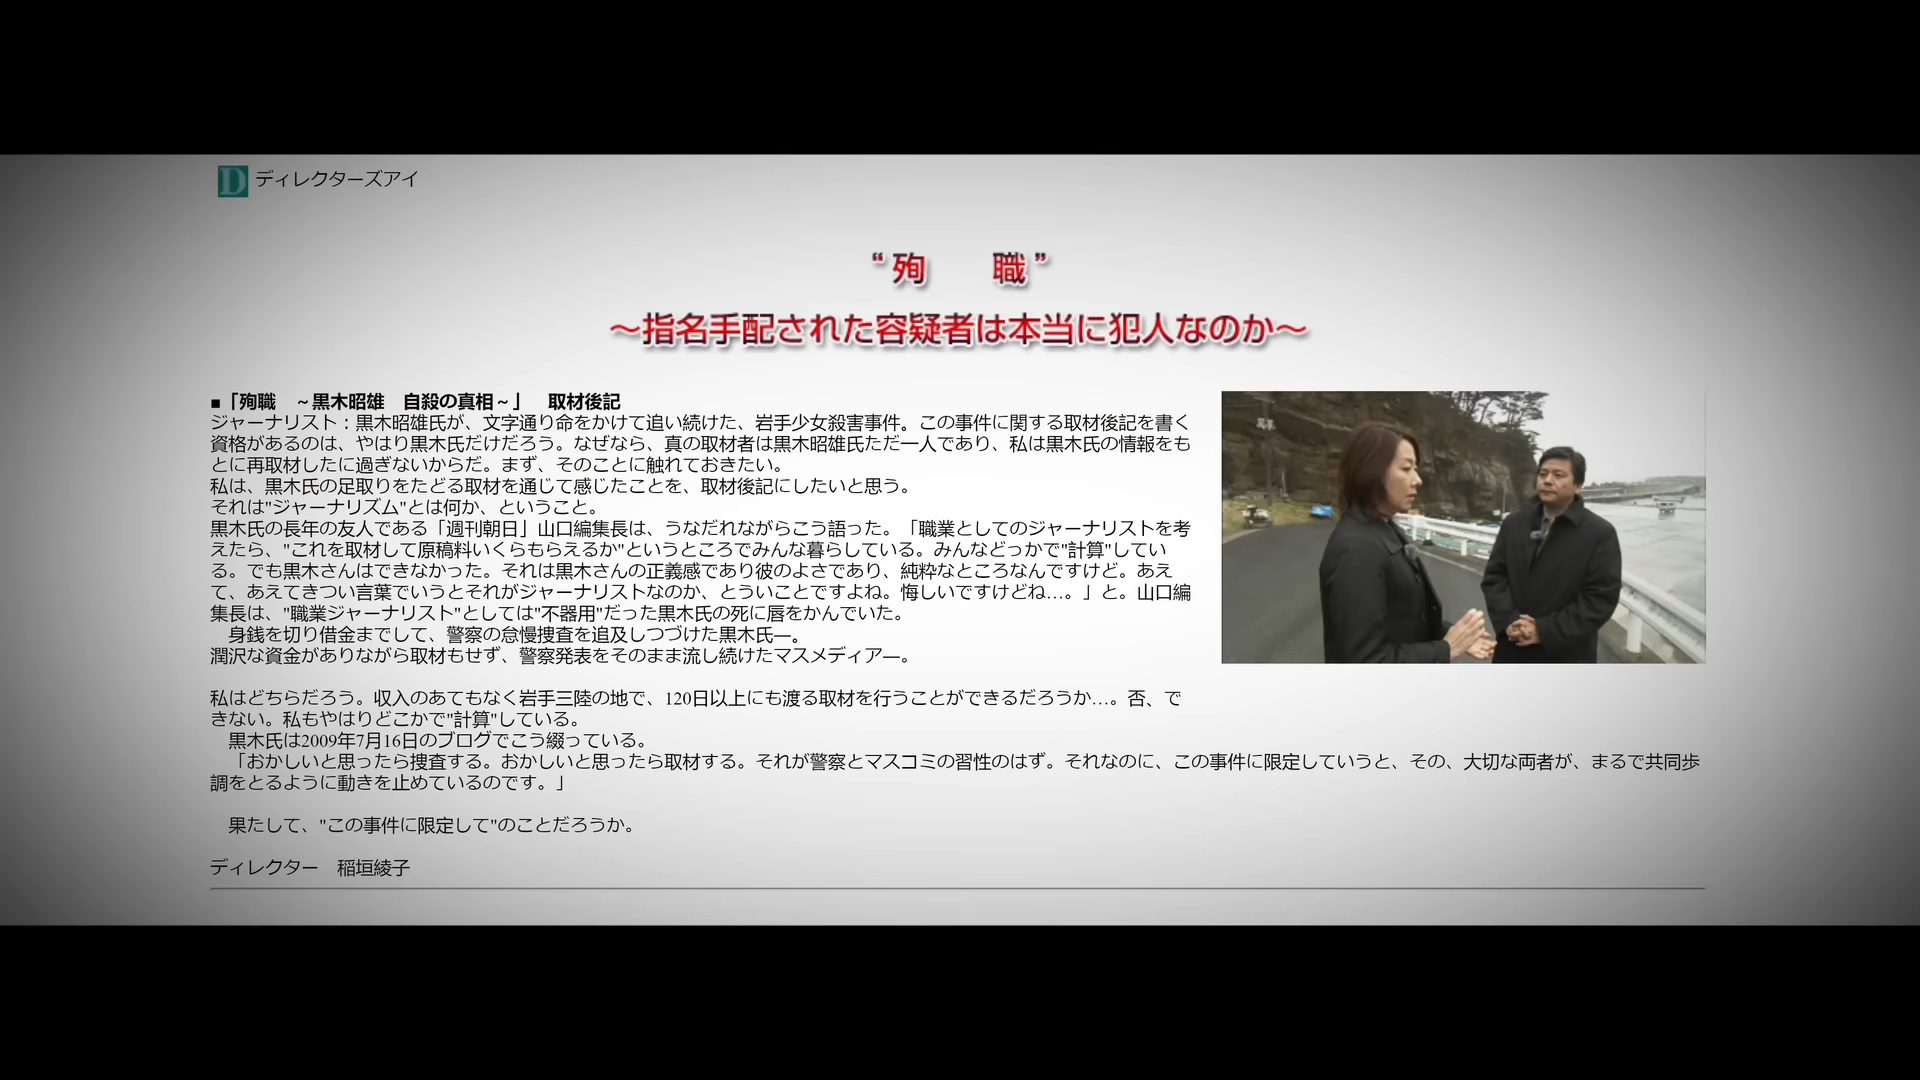 D ディレクターズアイ
“殉　職”
～指名手配された容疑者は本当に犯人なのか～
■「殉職　～黒木昭雄　自殺の真相～」　取材後記
ジャーナリスト：黒木昭雄氏が、文字通り命をかけて追い続けた、岩手少女殺害事件。この事件に関する取材後記を書く
資格があるのは、やはり黒木氏だけだろう。なぜなら、真の取材者は黒木昭雄氏ただ一人であり、私は黒木氏の情報をも
とに再取材したに過ぎないからだ。まず、そのことに触れておきたい。
私は、黒木氏の足取りをたどる取材を通じて感じたことを、取材後記にしたいと思う。
それは"ジャーナリズム"とは何か、ということ。
黒木氏の長年の友人である「週刊朝日」山口編集長は、うなだれながらこう語った。「職業としてのジャーナリストを考
えたら、"これを取材して原稿料いくらもらえるか"というところでみんな暮らしている。みんなどっかで"計算"してい
る。でも黒木さんはできなかった。それは黒木さんの正義感であり彼のよさであり、純粋なところなんですけど。あえ
て、あえてきつい言葉でいうとそれがジャーナリストなのか、とういことですよね。悔しいですけどね…。」と。山口編
集長は、"職業ジャーナリスト"としては"不器用"だった黒木氏の死に唇をかんでいた。
　身銭を切り借金までして、警察の怠慢捜査を追及しつづけた黒木氏―。
潤沢な資金がありながら取材もせず、警察発表をそのまま流し続けたマスメディア―。
私はどちらだろう。収入のあてもなく岩手三陸の地で、120日以上にも渡る取材を行うことができるだろうか…。否、で
きない。私もやはりどこかで"計算"している。
　黒木氏は2009年7月16日のブログでこう綴っている。
　「おかしいと思ったら捜査する。おかしいと思ったら取材する。それが警察とマスコミの習性のはず。それなのに、この事件に限定していうと、その、大切な両者が、まるで共同歩
調をとるように動きを止めているのです。」
　果たして、"この事件に限定して"のことだろうか。
ディレクター　稲垣綾子